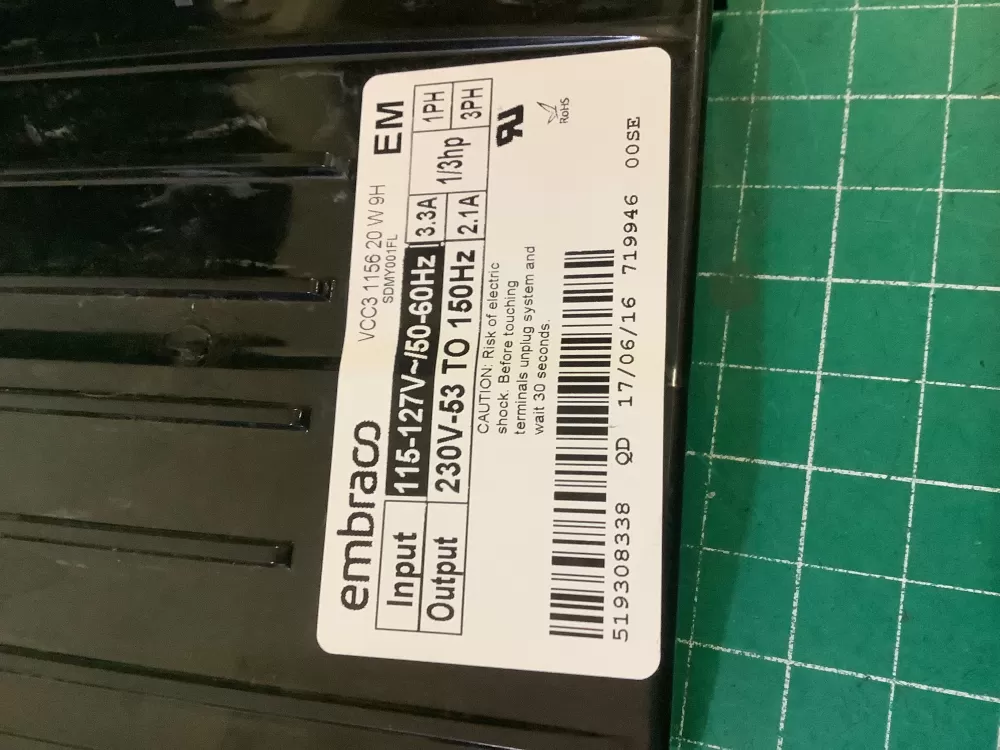 embraco
VCC3 1156 20 W 9H
SDMY001FL
EM
Input 115-127V~/50-60Hz 3.3A 1/3hp 1PH
Output 230V-53 TO 150Hz 2.1A 3PH
CAUTION: Risk of electric
shock. Before touching
terminals unplug system and
wait 30 seconds.
RU
RoHS
519308338 QD 17/06/16 719946 00SE